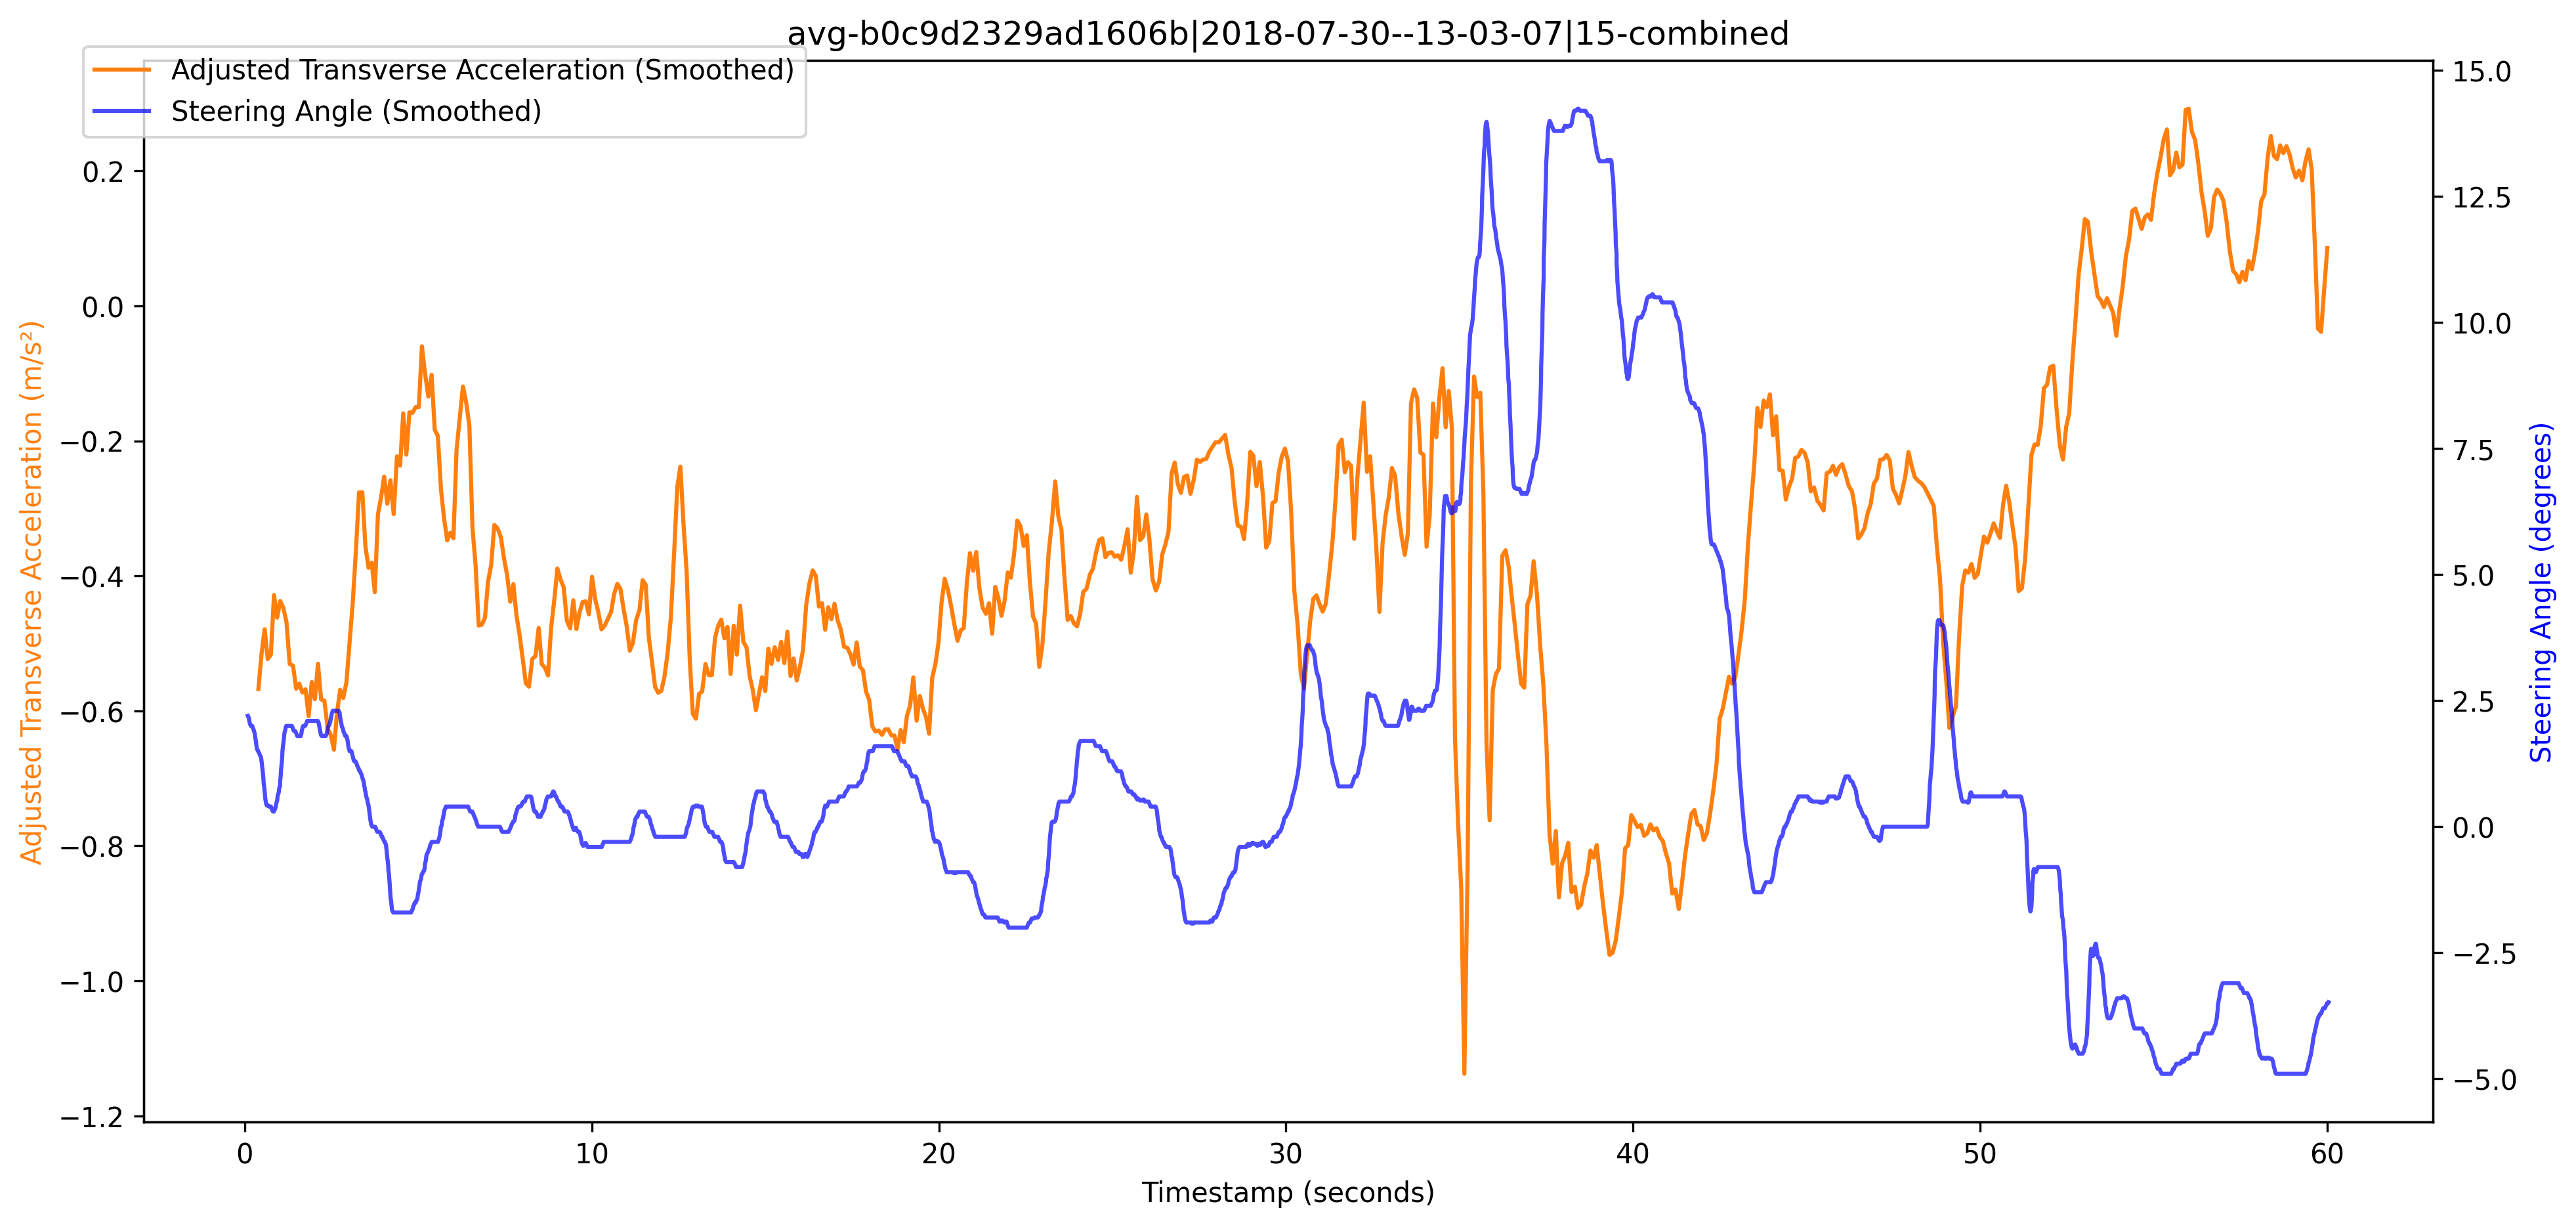 avg-b0c9d2329ad1606b|2018-07-30--13-03-07|15-combined
Adjusted Transverse Acceleration (Smoothed)
Steering Angle (Smoothed)
Adjusted Transverse Acceleration (m/s²)
0.2
0.0
−0.2
−0.4
−0.6
−0.8
−1.0
−1.2
15.0
12.5
10.0
7.5
5.0
2.5
0.0
−2.5
−5.0
Steering Angle (degrees)
0 10 20 30 40 50 60
Timestamp (seconds)